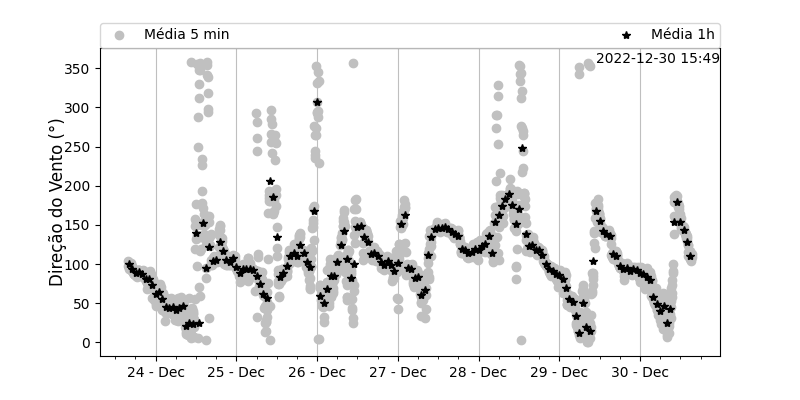 Média 5 min
Média 1h
2022-12-30 15:49
Direção do Vento (°)
350
300
250
200
150
100
50
0
24 - Dec
25 - Dec
26 - Dec
27 - Dec
28 - Dec
29 - Dec
30 - Dec